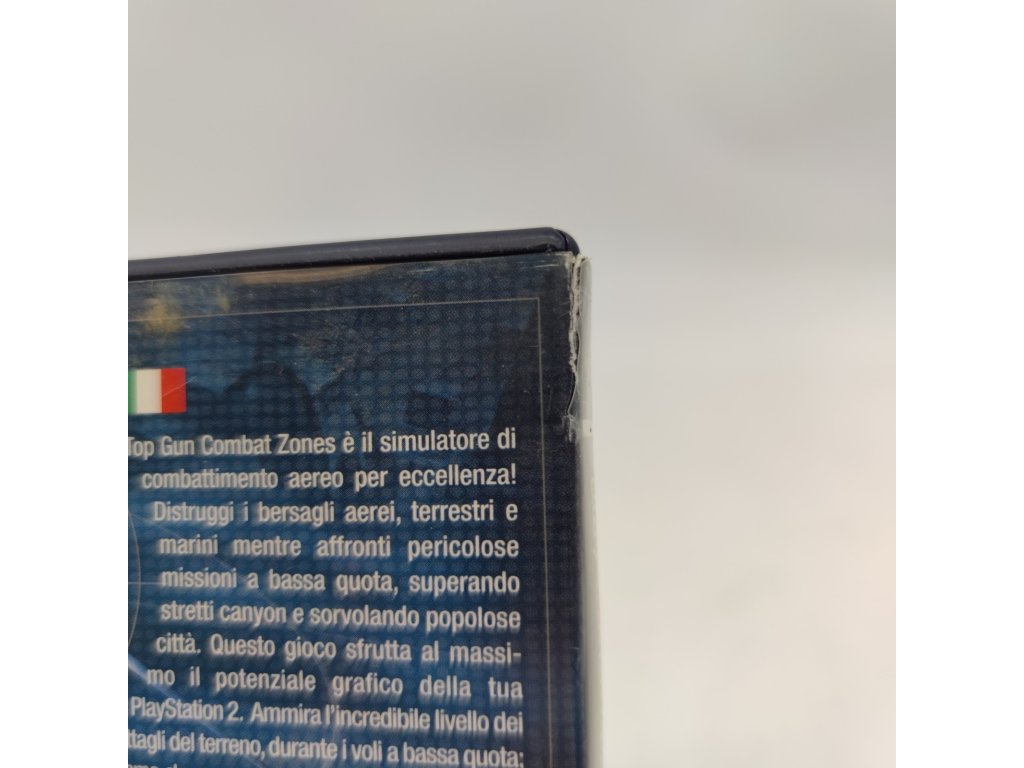 Top Gun Combat Zones è il simulatore di
combattimento aereo per eccellenza!
Distruggi i bersagli aerei, terrestri e
marini mentre affronti pericolose
missioni a bassa quota, superando
stretti canyon e sorvolando popolose
città. Questo gioco sfrutta al massi-
mo il potenziale grafico della tua
PlayStation 2. Ammira l'incredibile livello dei
ttagli del terreno, durante i voli a bassa quota;